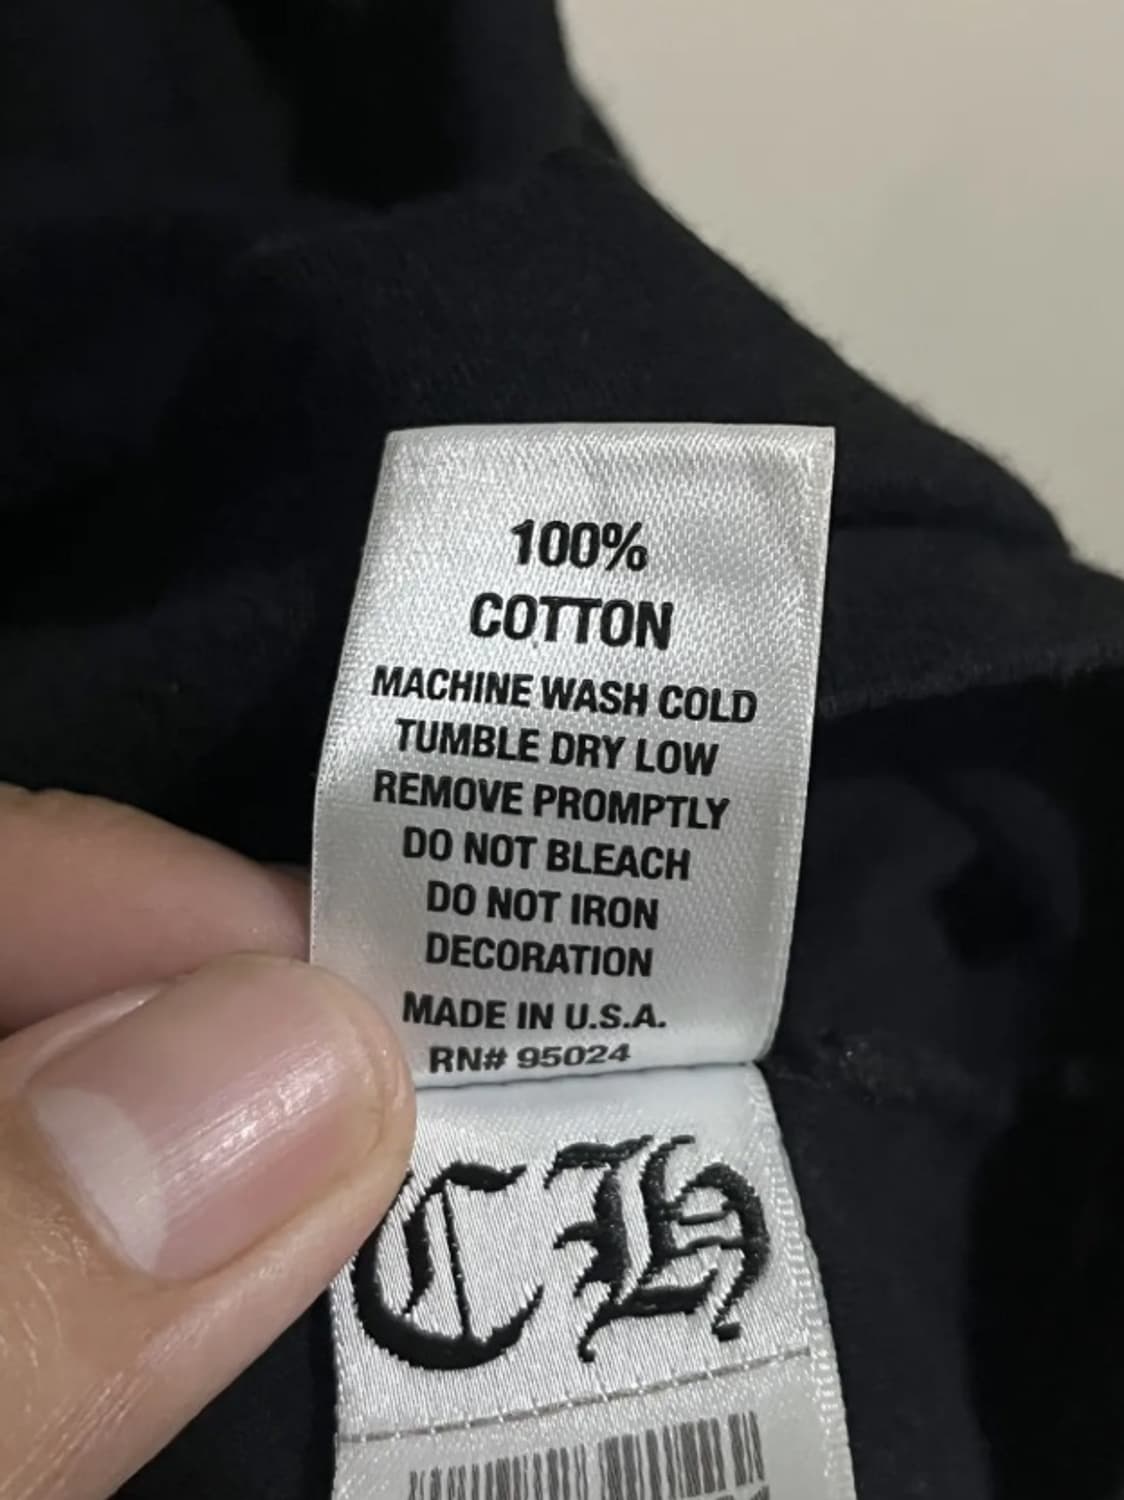 100%
COTTON
MACHINE WASH COLD
TUMBLE DRY LOW
REMOVE PROMPTLY
DO NOT BLEACH
DO NOT IRON
DECORATION
MADE IN U.S.A.
RN# 95024
CH